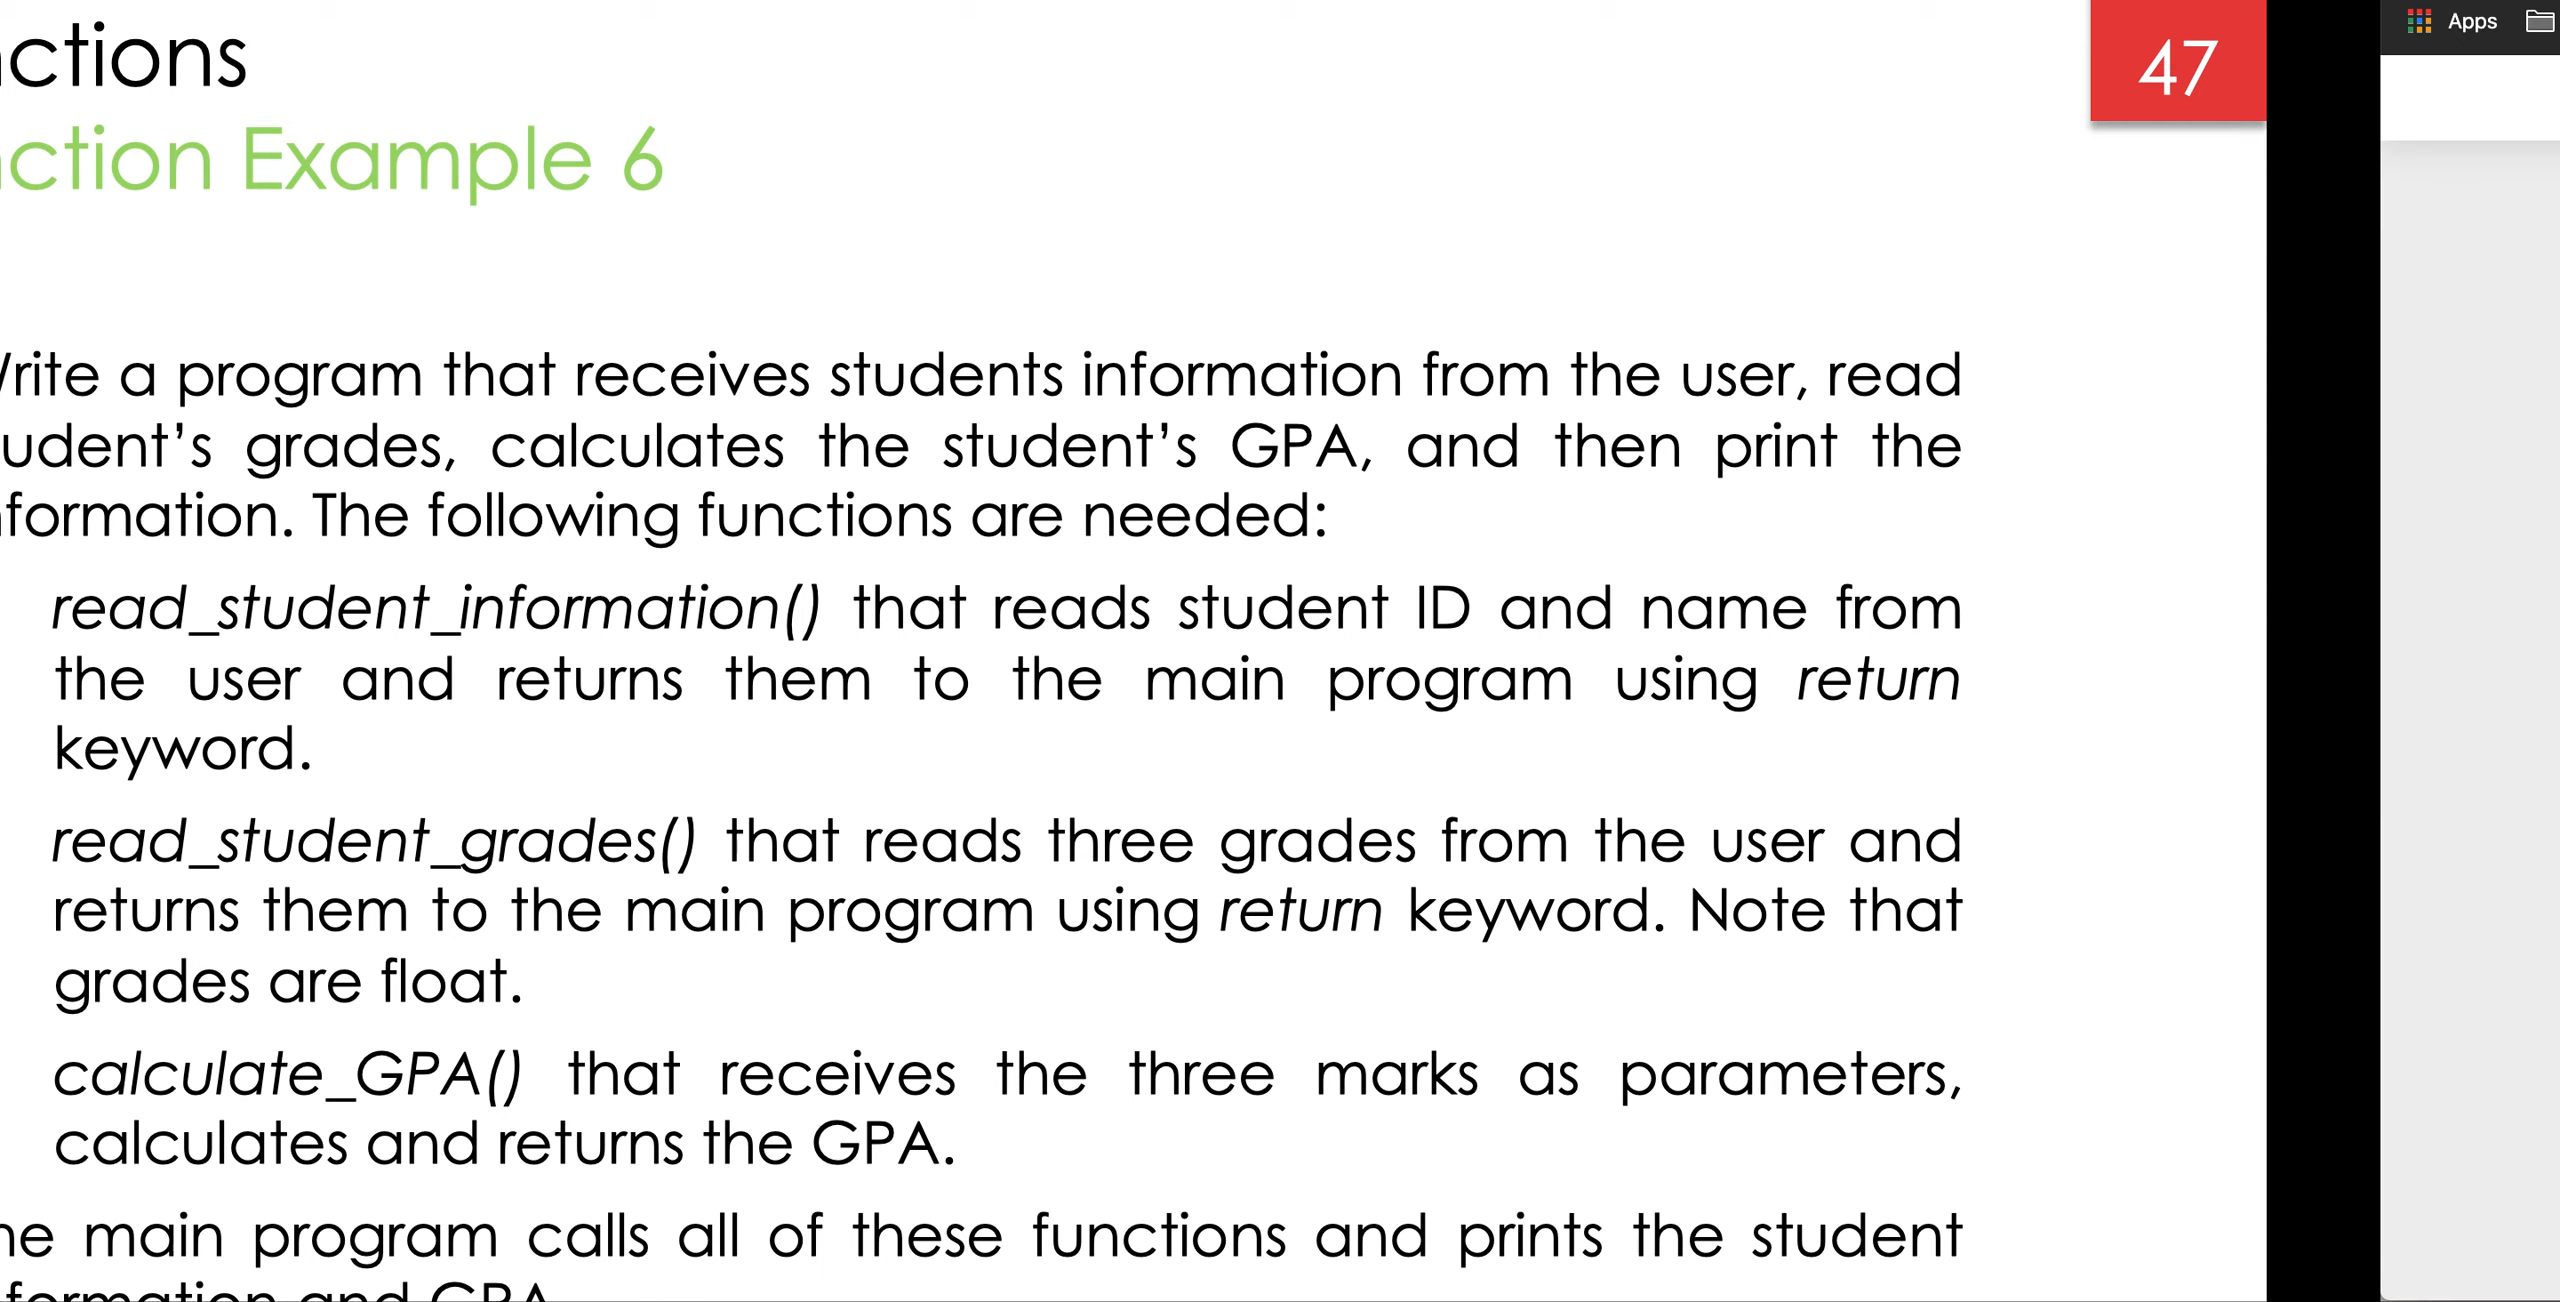 nctions
nction Example 6
47
Apps
Write a program that receives students information from the user, read
udent’s grades, calculates the student’s GPA, and then print the
nformation. The following functions are needed:
read_student_information() that reads student ID and name from
the user and returns them to the main program using return
keyword.
read_student_grades() that reads three grades from the user and
returns them to the main program using return keyword. Note that
grades are float.
calculate_GPA() that receives the three marks as parameters,
calculates and returns the GPA.
he main program calls all of these functions and prints the student
formation and GPA